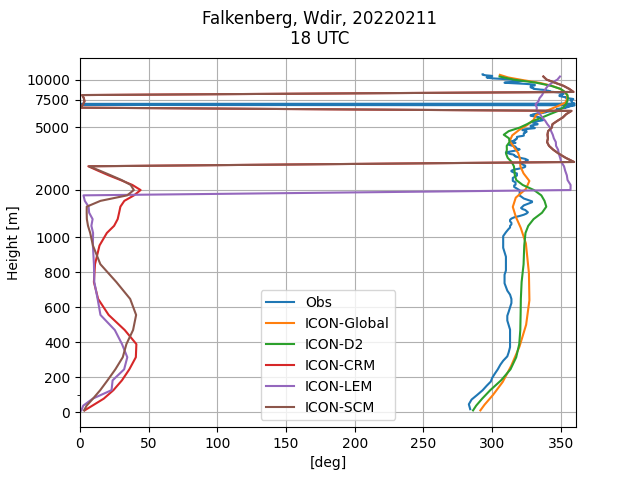 Falkenberg, Wdir, 20220211
18 UTC
Height [m]
10000
7500
5000
2000
1000
800
600
400
200
0
Obs
ICON-Global
ICON-D2
ICON-CRM
ICON-LEM
ICON-SCM
0 50 100 150 200 250 300 350
[deg]